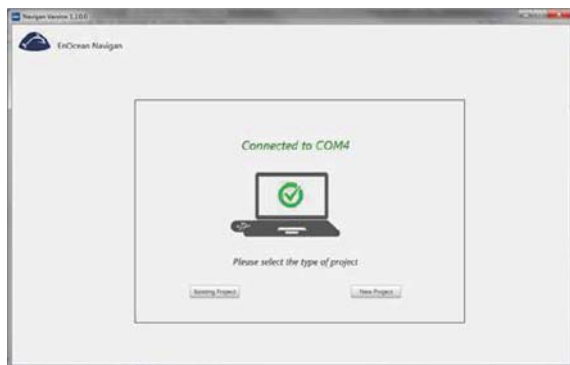 Navigan Version 1.1.0.0
EnOcean Navigan
Connected to COM4
Please select the type of project
Existing Project
New Project